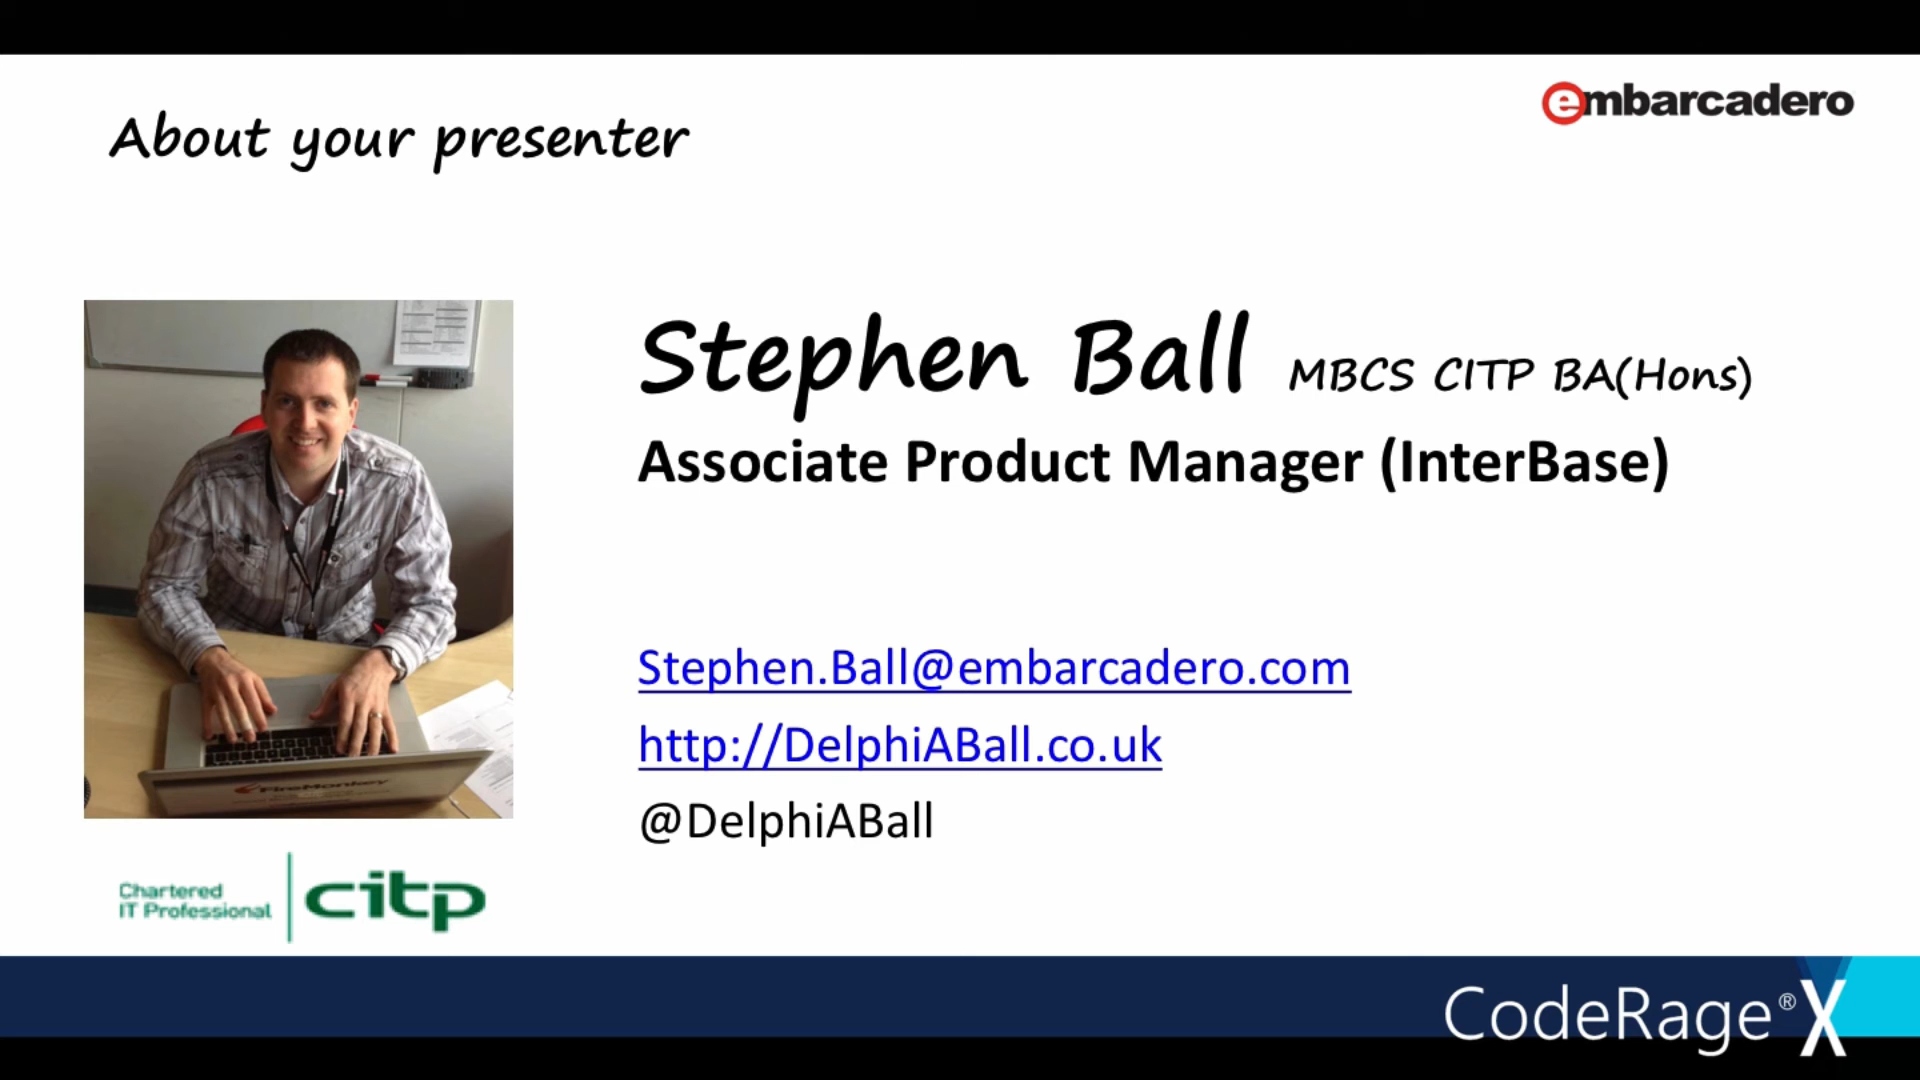 embarcadero
About your presenter
Stephen Ball MBCS CITP BA(Hons)
Associate Product Manager (InterBase)
Stephen.Ball@embarcadero.com
http://DelphiABall.co.uk
@DelphiABall
FireMonkey
Chartered
IT Professional
citp
CodeRage® X